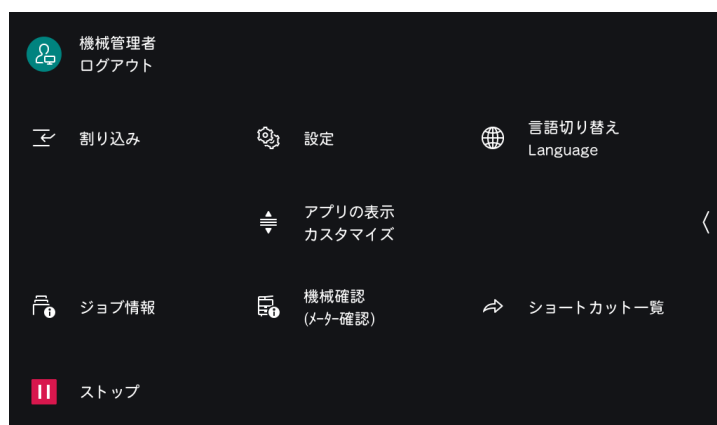 機械管理者
ログアウト
割り込み
設定
言語切り替え
Language
アプリの表示
カスタマイズ
ジョブ情報
機械確認
(ﾒｰﾀｰ確認)
ショートカット一覧
ストップ